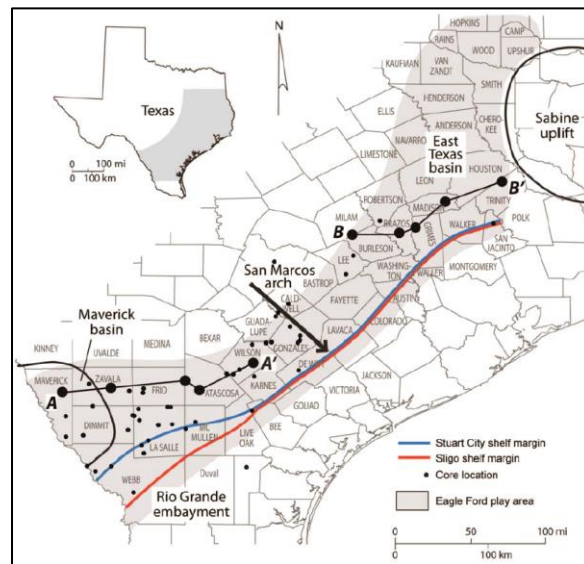 HOPKINS
CAMP
RAINS
WOOD
UPSHUR
KAUFMAN
VAN
ZANDT
SMITH
HENDERSON
ELLIS
CHERO-
KEE
NAVARRO
ANDERSON
Sabine
uplift
East
Texas
basin
LIMESTONE
HOUSTON
LEON
B'
ROBERTSON
MADISON
TRINITY
MILAM
B
BRAZOS
GRIMES
WALKER
POLK
SAN
JACINTO
BURLESON
LEE
WASHING-
TON
MONTGOMERY
WALLER
BASTROP
AUSTIN
FAYETTE
COLORADO
San Marcos
arch
CALD-
WELL
GUADA-
LUPE
LAVACA
GONZALES
DE WITT
Maverick
basin
KINNEY
UVALDE
MEDINA
BEXAR
WILSON
A'
KARNES
JACKSON
VICTORIA
GOLIAD
BEE
MAVERICK
ZAVALA
FRIO
ATASCOSA
A
DIMMIT
LA SALLE
MC
MULLEN
LIVE
OAK
WEBB
Duval
Rio Grande
embayment
Texas
0 100 mi
0 100 km
N
Stuart City shelf margin
Sligo shelf margin
Core location
Eagle Ford play area
0 50 100 mi
0 100 km